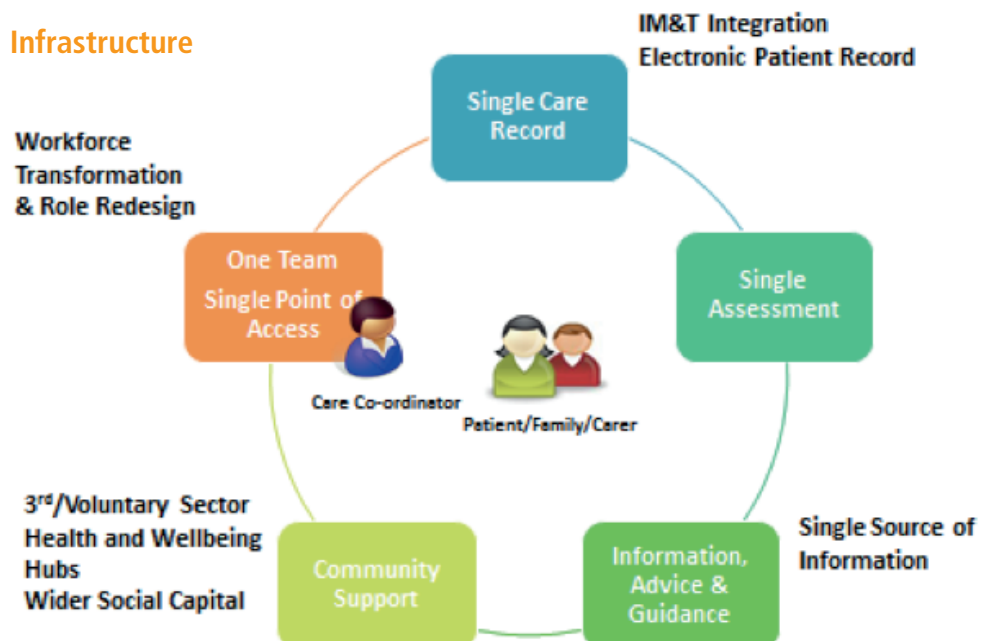 Infrastructure
IM&T Integration
Electronic Patient Record
Single Care
Record
Workforce
Transformation
& Role Redesign
One Team
Single Point of
Access
Single
Assessment
Care Co-ordinator
Patient/Family/Carer
3rd/Voluntary Sector
Health and Wellbeing
Hubs
Wider Social Capital
Community
Support
Information,
Advice &
Guidance
Single Source of
Information